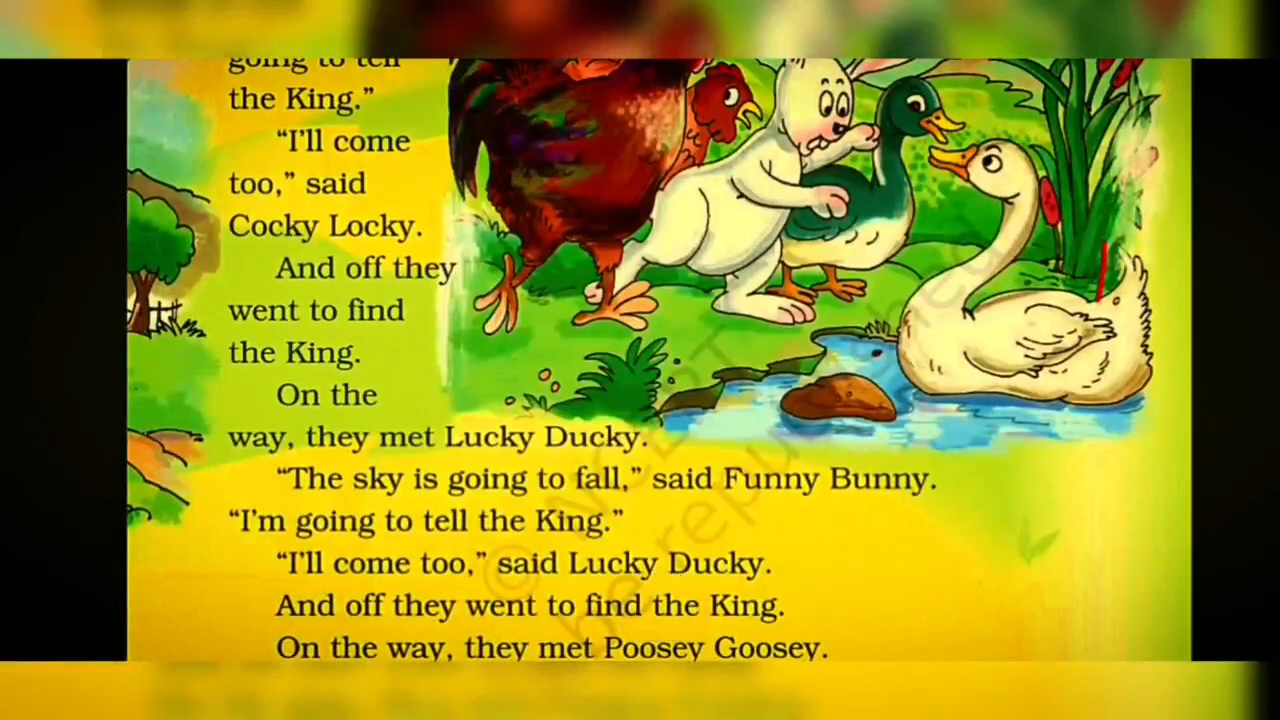 going to tell
the King.”
“I'll come
too,” said
Cocky Locky.
And off they
went to find
the King.
On the
way, they met Lucky Ducky.
“The sky is going to fall,” said Funny Bunny.
“I'm going to tell the King.”
“I'll come too,” said Lucky Ducky.
And off they went to find the King.
On the way, they met Poosey Goosey.